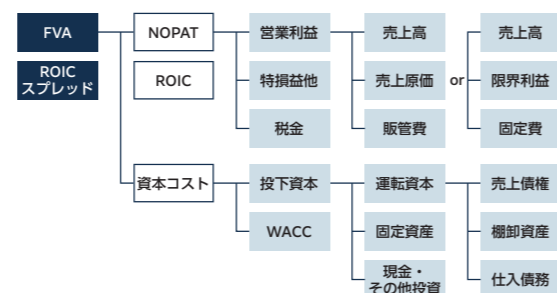 FVA
NOPAT
営業利益
売上高
売上高
ROIC
スプレッド
ROIC
特損益他
売上原価
or
限界利益
税金
販管費
固定費
資本コスト
投下資本
運転資本
売上債権
WACC
固定資産
棚卸資産
現金・
その他投資
仕入債務